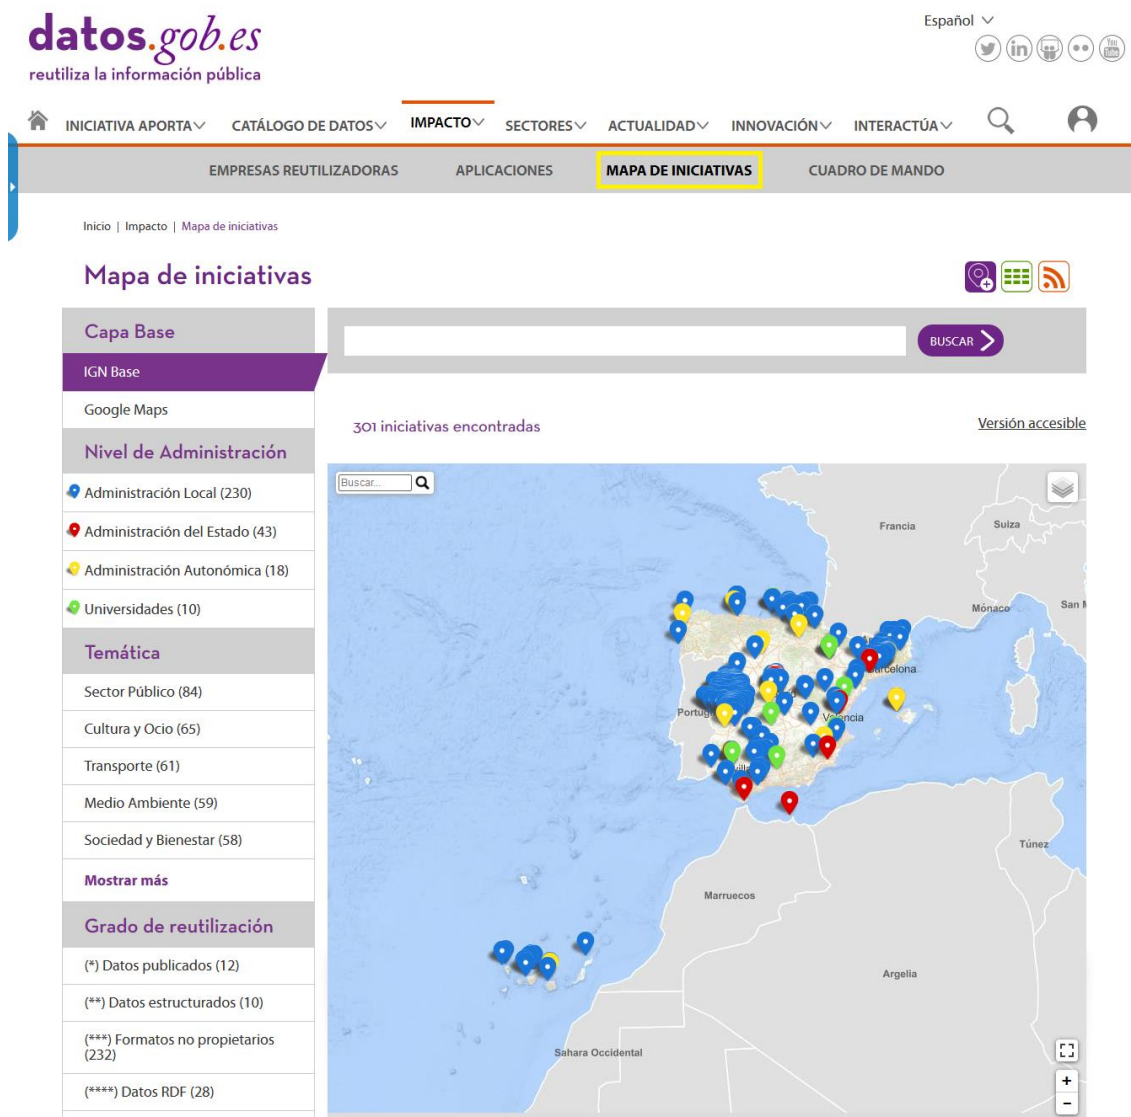 Español
datos.gob.es
reutiliza la información pública
INICIATIVA APORTA
CATÁLOGO DE DATOS
IMPACTO
SECTORES
ACTUALIDAD
INNOVACIÓN
INTERACTÚA
EMPRESAS REUTILIZADORAS
APLICACIONES
MAPA DE INICIATIVAS
CUADRO DE MANDO
Inicio | Impacto | Mapa de iniciativas
Mapa de iniciativas
Capa Base
IGN Base
Google Maps
Nivel de Administración
Administración Local (230)
Administración del Estado (43)
Administración Autonómica (18)
Universidades (10)
Temática
Sector Público (84)
Cultura y Ocio (65)
Transporte (61)
Medio Ambiente (59)
Sociedad y Bienestar (58)
Mostrar más
Grado de reutilización
(*) Datos publicados (12)
(**) Datos estructurados (10)
(***) Formatos no propietarios
(232)
(****) Datos RDF (28)
BUSCAR
301 iniciativas encontradas
Versión accesible
Buscar...
Francia
Suiza
Mónaco
San M
Túnez
Marruecos
Argelia
Sahara Occidental
+
−